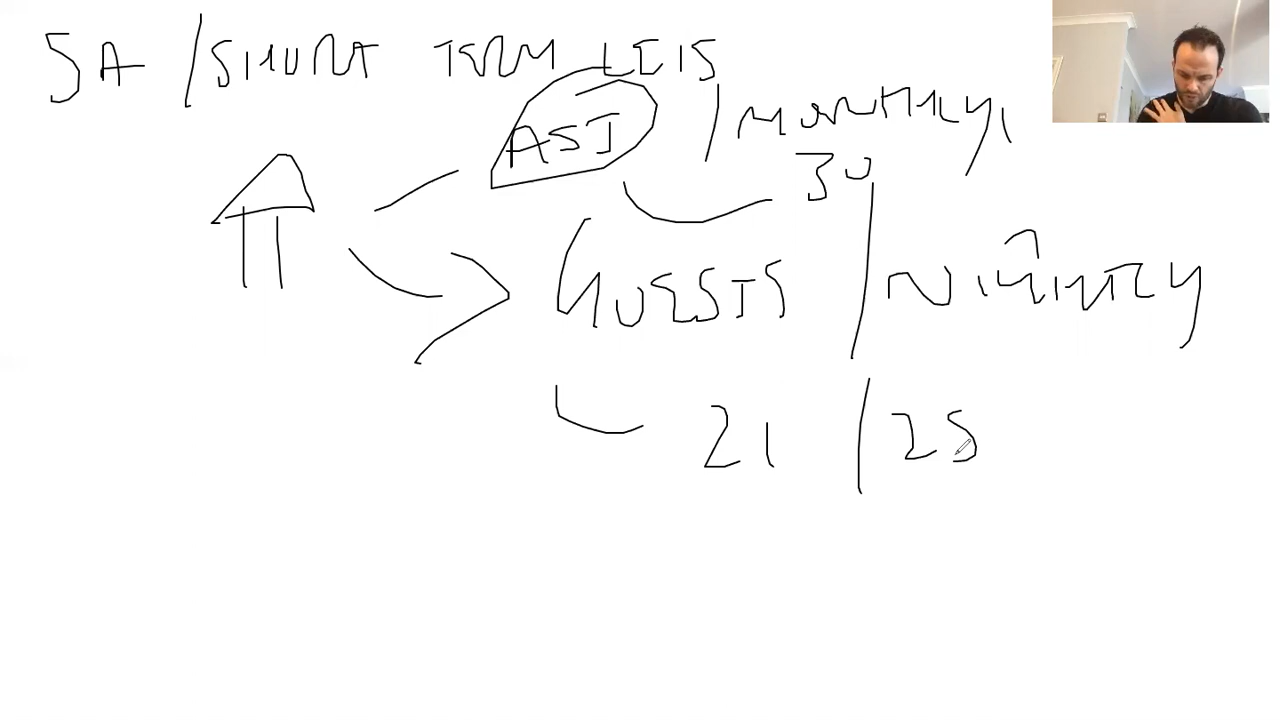 SA / SHORT TERM LETS
AST / MONTHLY
30
GUESTS / NIGHTLY
21 / 25